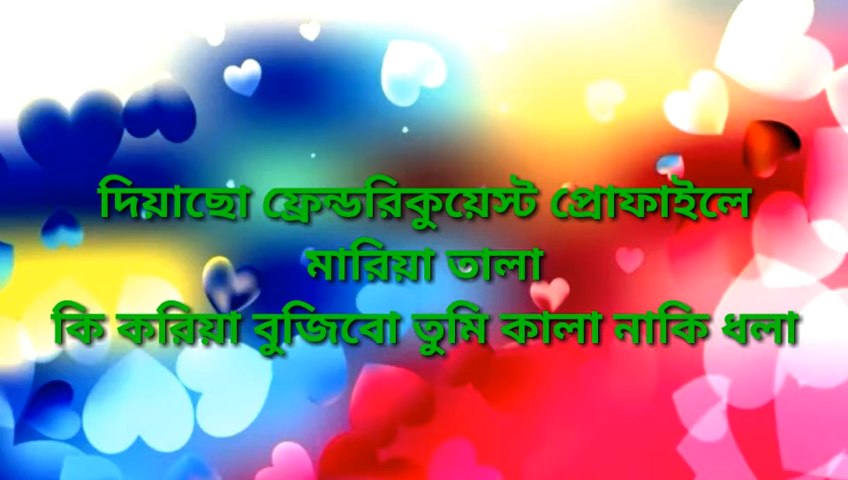 দিয়াছো ফ্রেন্ডরিকুয়েস্ট প্রোফাইলে
মারিয়া তালা
কি করিয়া বুজিবো তুমি কালা নাকি ধলা